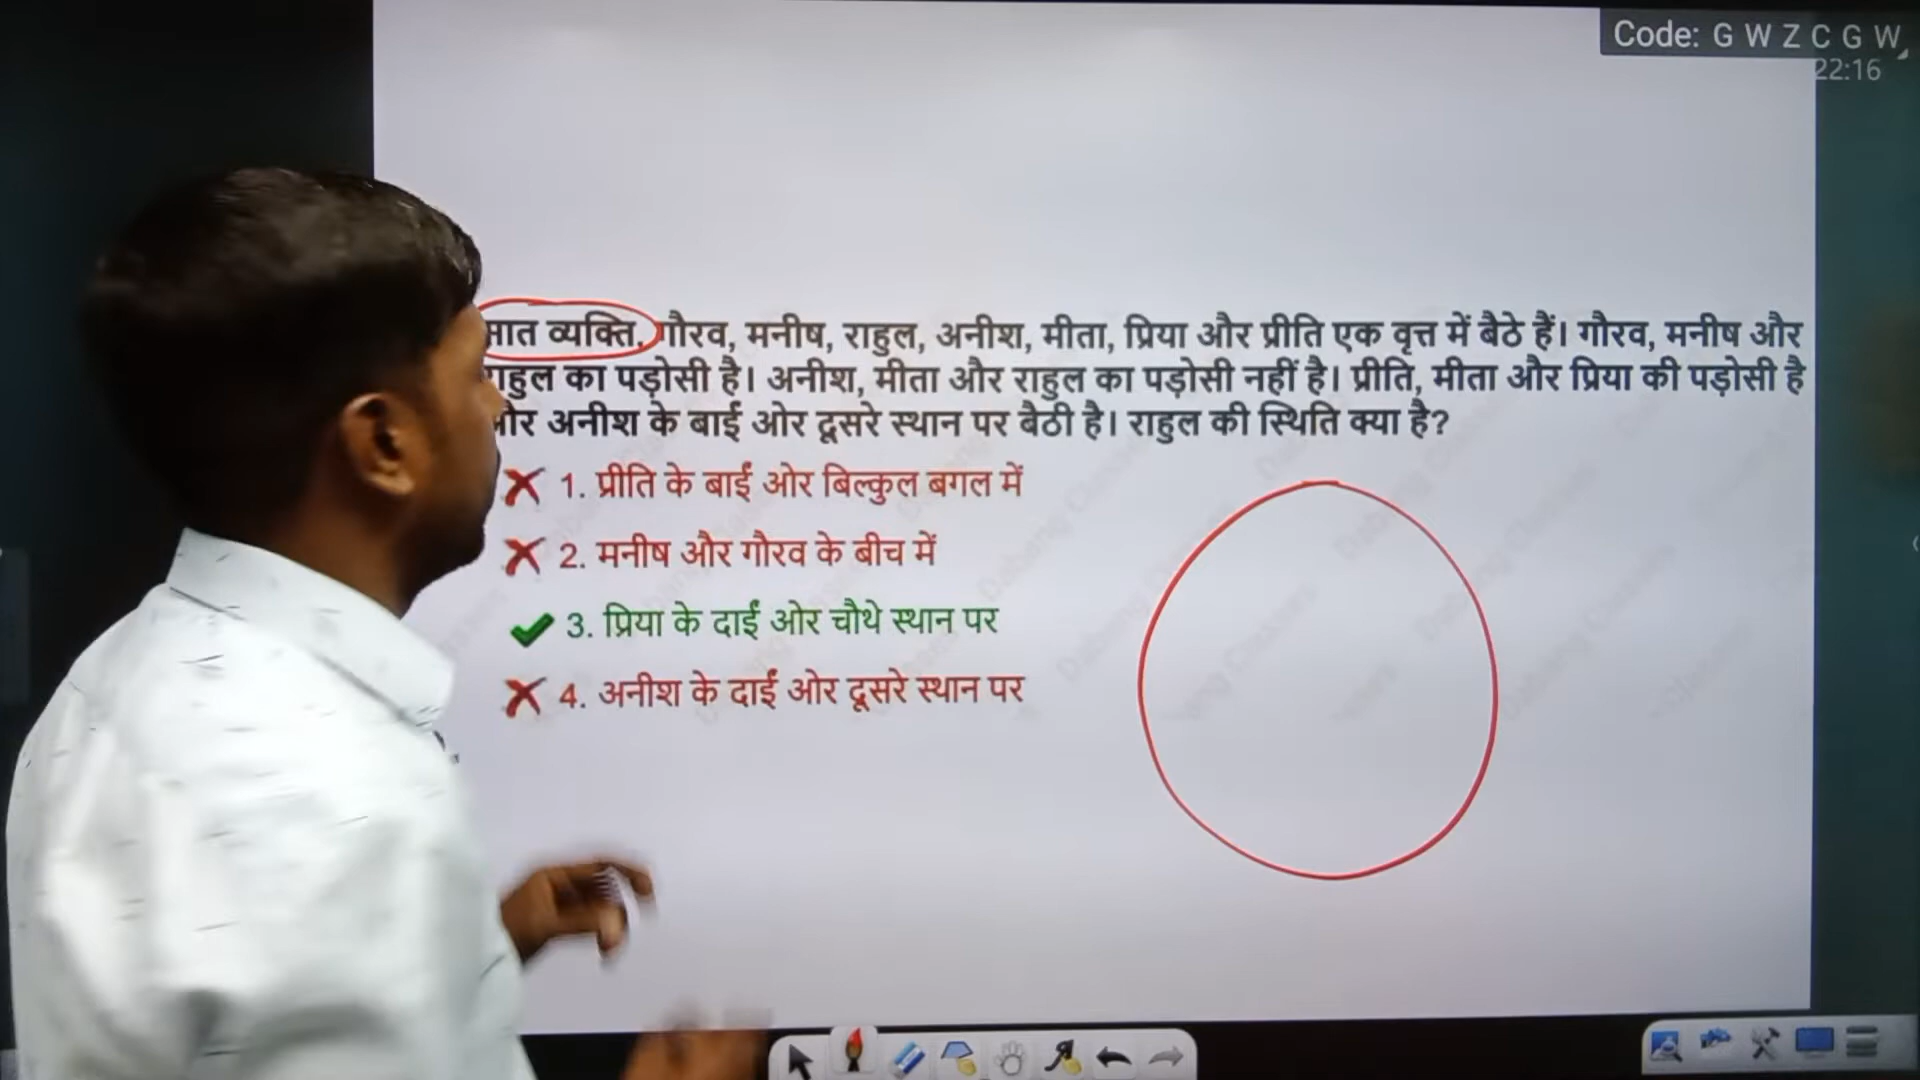 Code: G W Z C G W
22:16
सात व्यक्ति, गौरव, मनीष, राहुल, अनीश, मीता, प्रिया और प्रीति एक वृत्त में बैठे हैं। गौरव, मनीष और
राहुल का पड़ोसी है। अनीश, मीता और राहुल का पड़ोसी नहीं है। प्रीति, मीता और प्रिया की पड़ोसी है
और अनीश के बाईं ओर दूसरे स्थान पर बैठी है। राहुल की स्थिति क्या है?
1. प्रीति के बाईं ओर बिल्कुल बगल में
2. मनीष और गौरव के बीच में
3. प्रिया के दाईं ओर चौथे स्थान पर
4. अनीश के दाईं ओर दूसरे स्थान पर